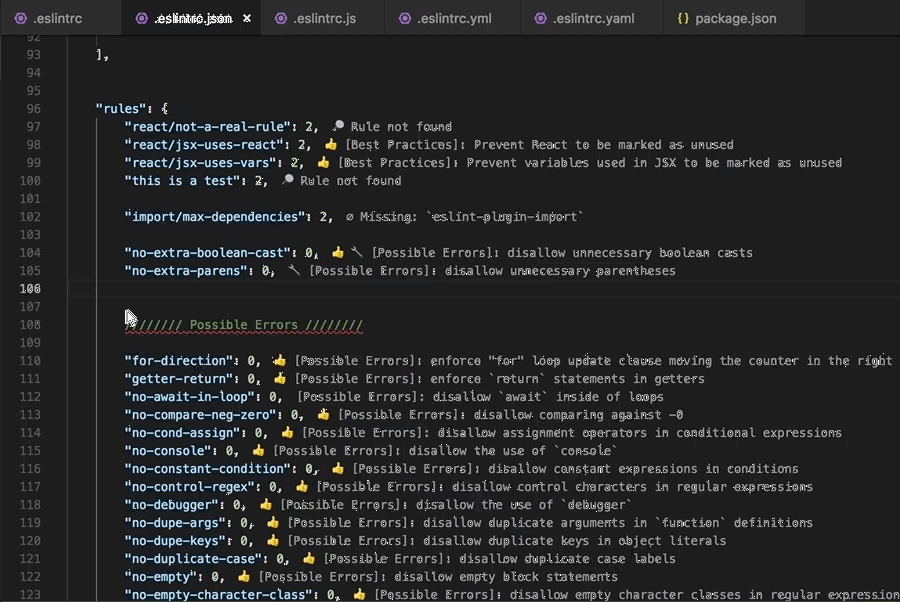 .eslintrc
.eslintrc.json
.eslintrc.js
.eslintrc.yml
.eslintrc.yaml
{} package.json
92
93 ],
94
95
96 "rules": {
97 "react/not-a-real-rule": 2, 🔎 Rule not found
98 "react/jsx-uses-react": 2, 👍 [Best Practices]: Prevent React to be marked as unused
99 "react/jsx-uses-vars": 2, 👍 [Best Practices]: Prevent variables used in JSX to be marked as unused
100 "this is a test": 2, 🔎 Rule not found
101
102 "import/max-dependencies": 2, ∅ Missing: `eslint-plugin-import`
103
104 "no-extra-boolean-cast": 0, 👍 🔧 [Possible Errors]: disallow unnecessary boolean casts
105 "no-extra-parens": 0, 🔧 [Possible Errors]: disallow unnecessary parentheses
106
107
108 //////// Possible Errors ////////
109
110 "for-direction": 0, 👍 [Possible Errors]: enforce "for" loop update clause moving the counter in the right
111 "getter-return": 0, 👍 [Possible Errors]: enforce `return` statements in getters
112 "no-await-in-loop": 0, [Possible Errors]: disallow `await` inside of loops
113 "no-compare-neg-zero": 0, 👍 [Possible Errors]: disallow comparing against -0
114 "no-cond-assign": 0, 👍 [Possible Errors]: disallow assignment operators in conditional expressions
115 "no-console": 0, 👍 [Possible Errors]: disallow the use of `console`
116 "no-constant-condition": 0, 👍 [Possible Errors]: disallow constant expressions in conditions
117 "no-control-regex": 0, 👍 [Possible Errors]: disallow control characters in regular expressions
118 "no-debugger": 0, 👍 [Possible Errors]: disallow the use of `debugger`
119 "no-dupe-args": 0, 👍 [Possible Errors]: disallow duplicate arguments in `function` definitions
120 "no-dupe-keys": 0, 👍 [Possible Errors]: disallow duplicate keys in object literals
121 "no-duplicate-case": 0, 👍 [Possible Errors]: disallow duplicate case labels
122 "no-empty": 0, 👍 [Possible Errors]: disallow empty block statements
123 "no-empty-character-class": 0, 👍 [Possible Errors]: disallow empty character classes in regular expression